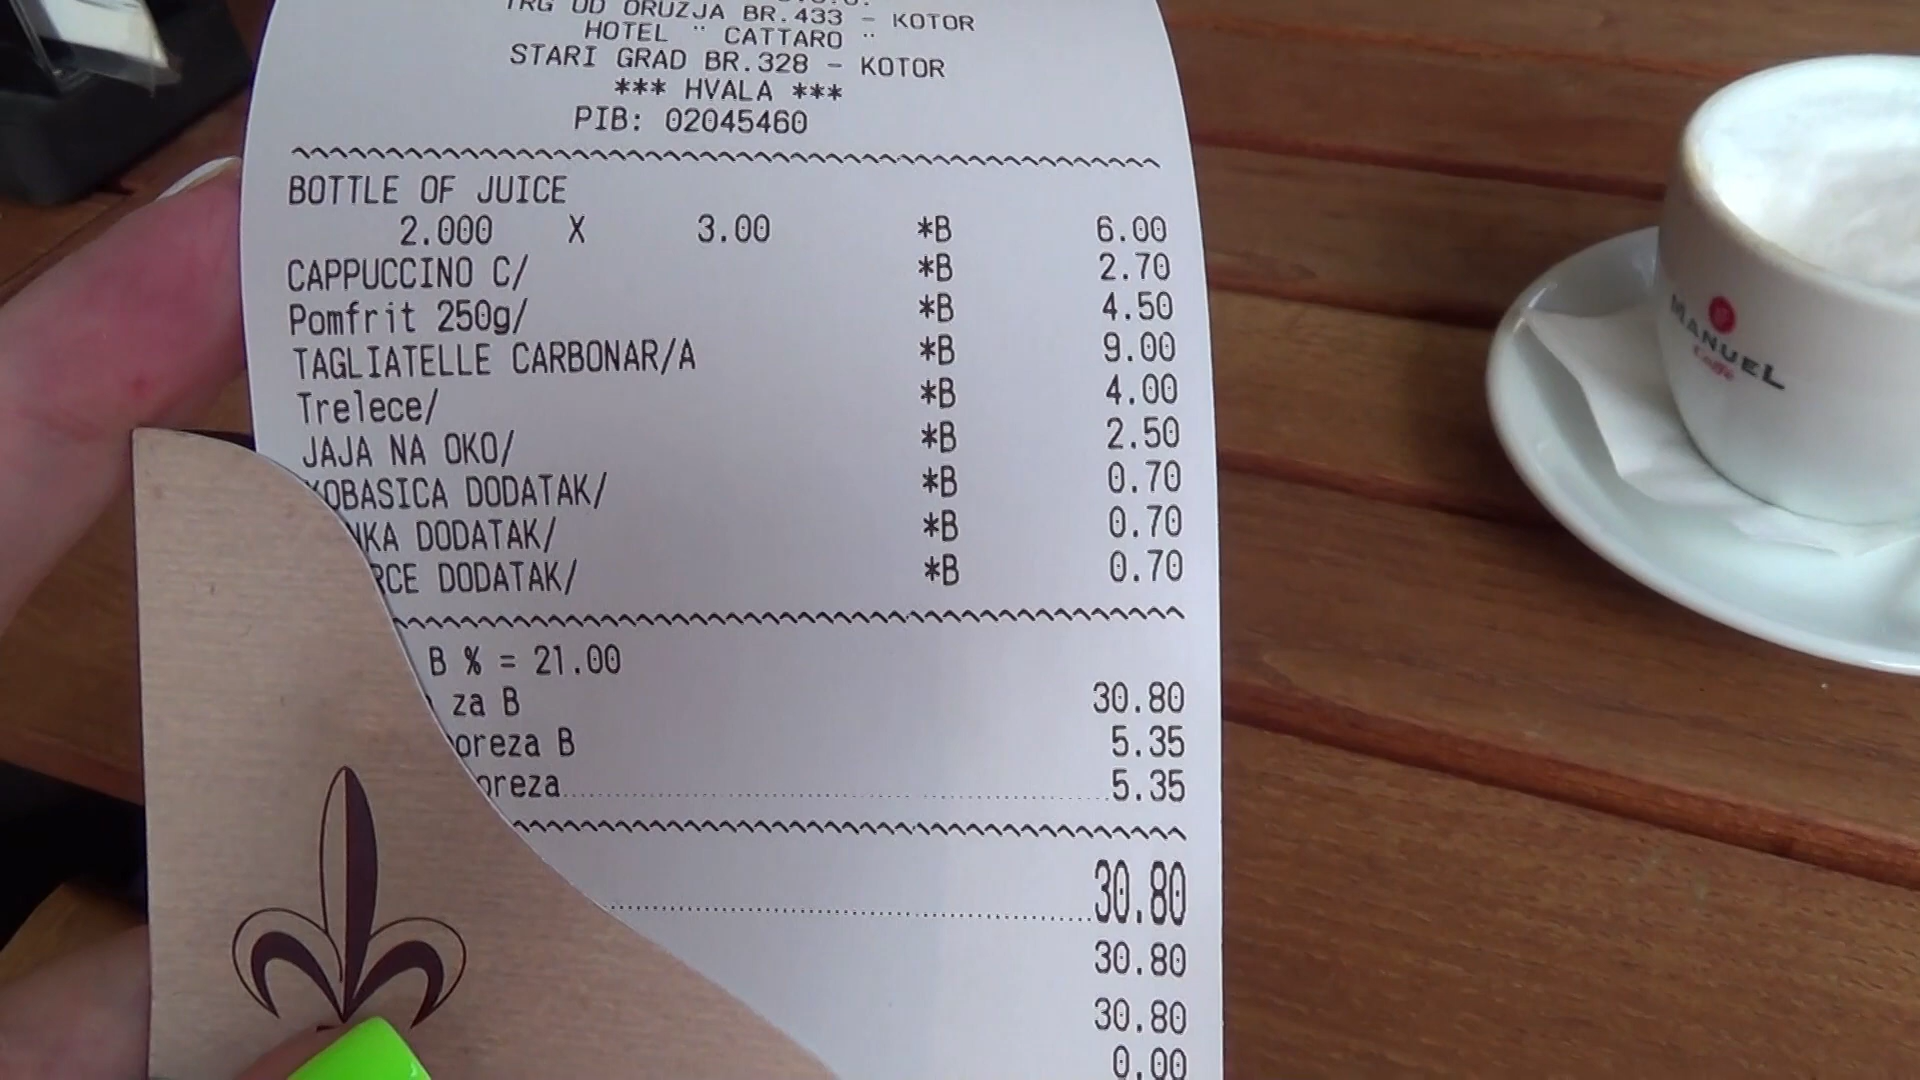 TRG OD ORUZJA BR.433 - KOTOR
HOTEL " CATTARO "
STARI GRAD BR.328 - KOTOR
*** HVALA ***
PIB: 02045460
BOTTLE OF JUICE
2.000 X 3.00 *B 6.00
CAPPUCCINO C/ *B 2.70
Pomfrit 250g/ *B 4.50
TAGLIATELLE CARBONAR/A *B 9.00
Trelece/ *B 4.00
JAJA NA OKO/ *B 2.50
KOBASICA DODATAK/ *B 0.70
NKA DODATAK/ *B 0.70
RCE DODATAK/ *B 0.70
B % = 21.00
za B 30.80
oreza B 5.35
oreza 5.35
30.80
30.80
30.80
0.00
MANUEL
Caffè